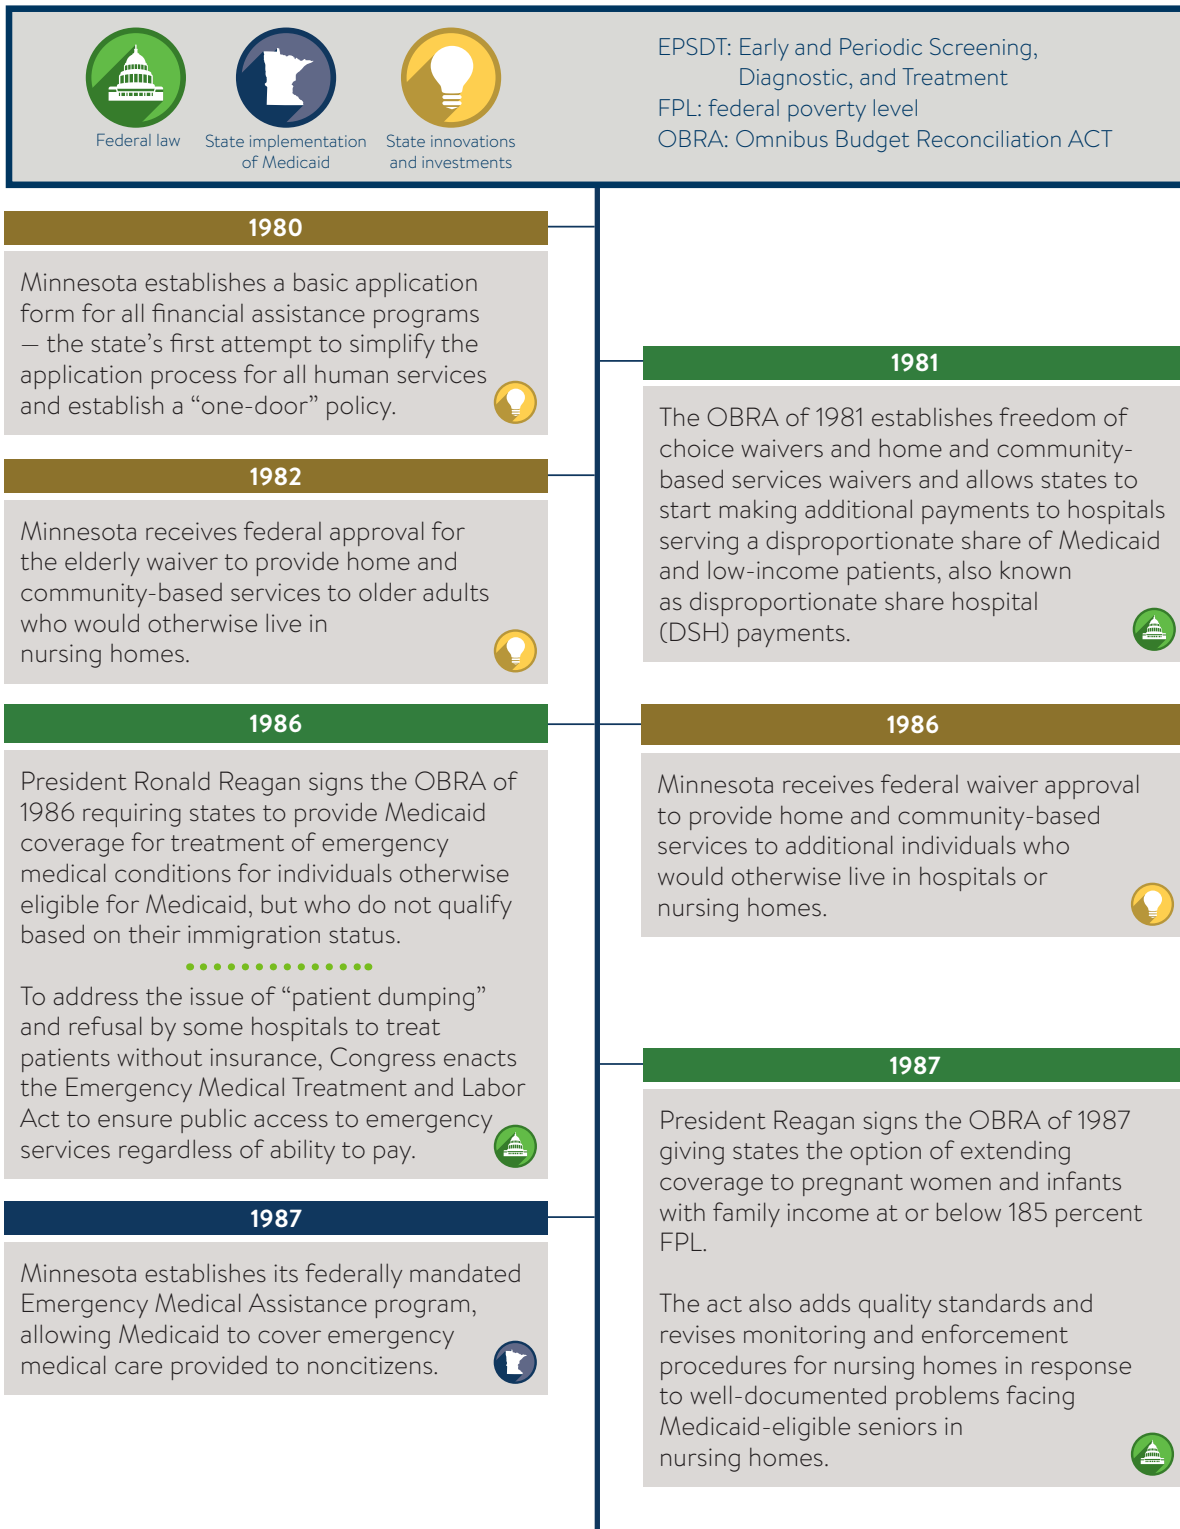 Federal law
State implementation
of Medicaid
State innovations
and investments
EPSDT: Early and Periodic Screening,
Diagnostic, and Treatment
FPL: federal poverty level
OBRA: Omnibus Budget Reconciliation ACT
1980
Minnesota establishes a basic application
form for all financial assistance programs
— the state’s first attempt to simplify the
application process for all human services
and establish a “one-door” policy.
1981
The OBRA of 1981 establishes freedom of
choice waivers and home and community-
based services waivers and allows states to
start making additional payments to hospitals
serving a disproportionate share of Medicaid
and low-income patients, also known
as disproportionate share hospital
(DSH) payments.
1982
Minnesota receives federal approval for
the elderly waiver to provide home and
community-based services to older adults
who would otherwise live in
nursing homes.
1986
President Ronald Reagan signs the OBRA of
1986 requiring states to provide Medicaid
coverage for treatment of emergency
medical conditions for individuals otherwise
eligible for Medicaid, but who do not qualify
based on their immigration status.
To address the issue of “patient dumping”
and refusal by some hospitals to treat
patients without insurance, Congress enacts
the Emergency Medical Treatment and Labor
Act to ensure public access to emergency
services regardless of ability to pay.
1986
Minnesota receives federal waiver approval
to provide home and community-based
services to additional individuals who
would otherwise live in hospitals or
nursing homes.
1987
President Reagan signs the OBRA of 1987
giving states the option of extending
coverage to pregnant women and infants
with family income at or below 185 percent
FPL.
The act also adds quality standards and
revises monitoring and enforcement
procedures for nursing homes in response
to well-documented problems facing
Medicaid-eligible seniors in
nursing homes.
1987
Minnesota establishes its federally mandated
Emergency Medical Assistance program,
allowing Medicaid to cover emergency
medical care provided to noncitizens.